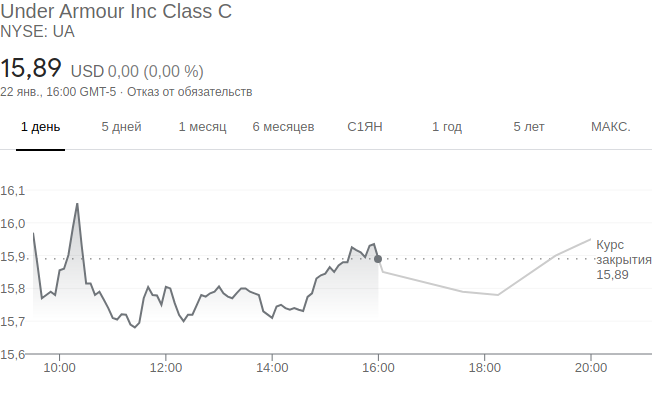 Under Armour Inc Class C
NYSE: UA
15,89 USD 0,00 (0,00 %)
22 янв., 16:00 GMT-5 · Отказ от обязательств
1 день 5 дней 1 месяц 6 месяцев С1ЯН 1 год 5 лет МАКС.
16,1
16,0
15,9
15,8
15,7
15,6
Курс
закрытия
15,89
10:00 12:00 14:00 16:00 18:00 20:00